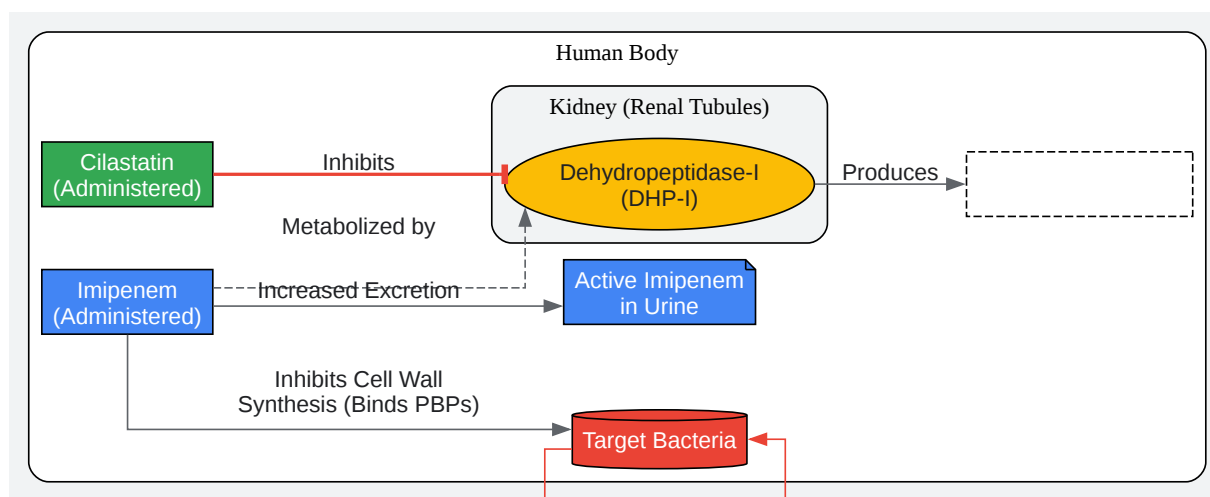 Human Body
Kidney (Renal Tubules)
Cilastatin
(Administered)
Inhibits
Dehydropeptidase-I
(DHP-I)
Produces
Metabolized by
Imipenem
(Administered)
Increased Excretion
Active Imipenem
in Urine
Inhibits Cell Wall
Synthesis (Binds PBPs)
Target Bacteria